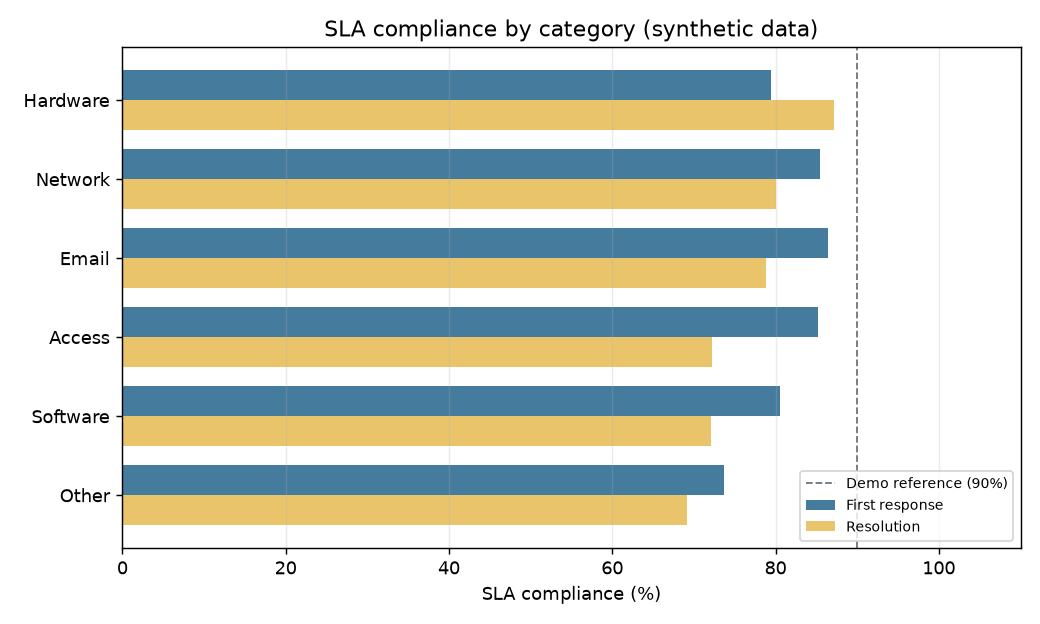 SLA compliance by category (synthetic data)
Hardware
Network
Email
Access
Software
Other
Demo reference (90%)
First response
Resolution
0 20 40 60 80 100
SLA compliance (%)